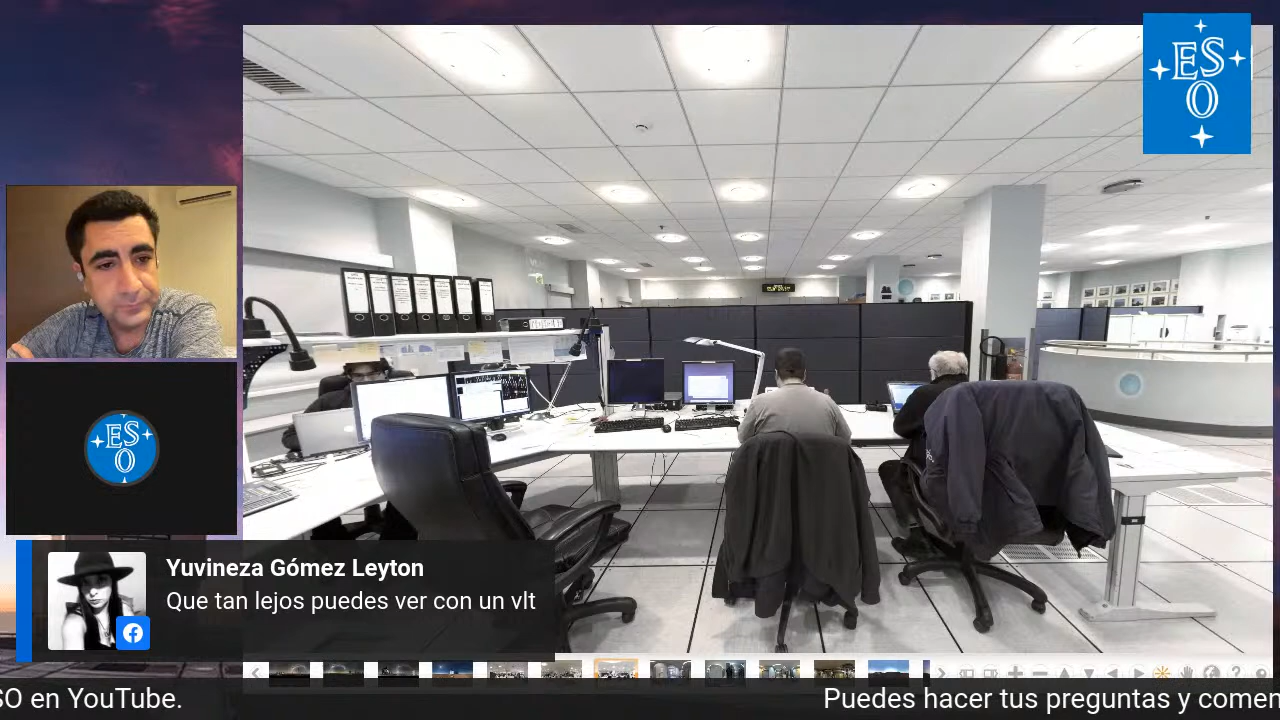 ES
O
ES
O
Yuvineza Gómez Leyton
Que tan lejos puedes ver con un vlt
SO en YouTube.
Puedes hacer tus preguntas y comen